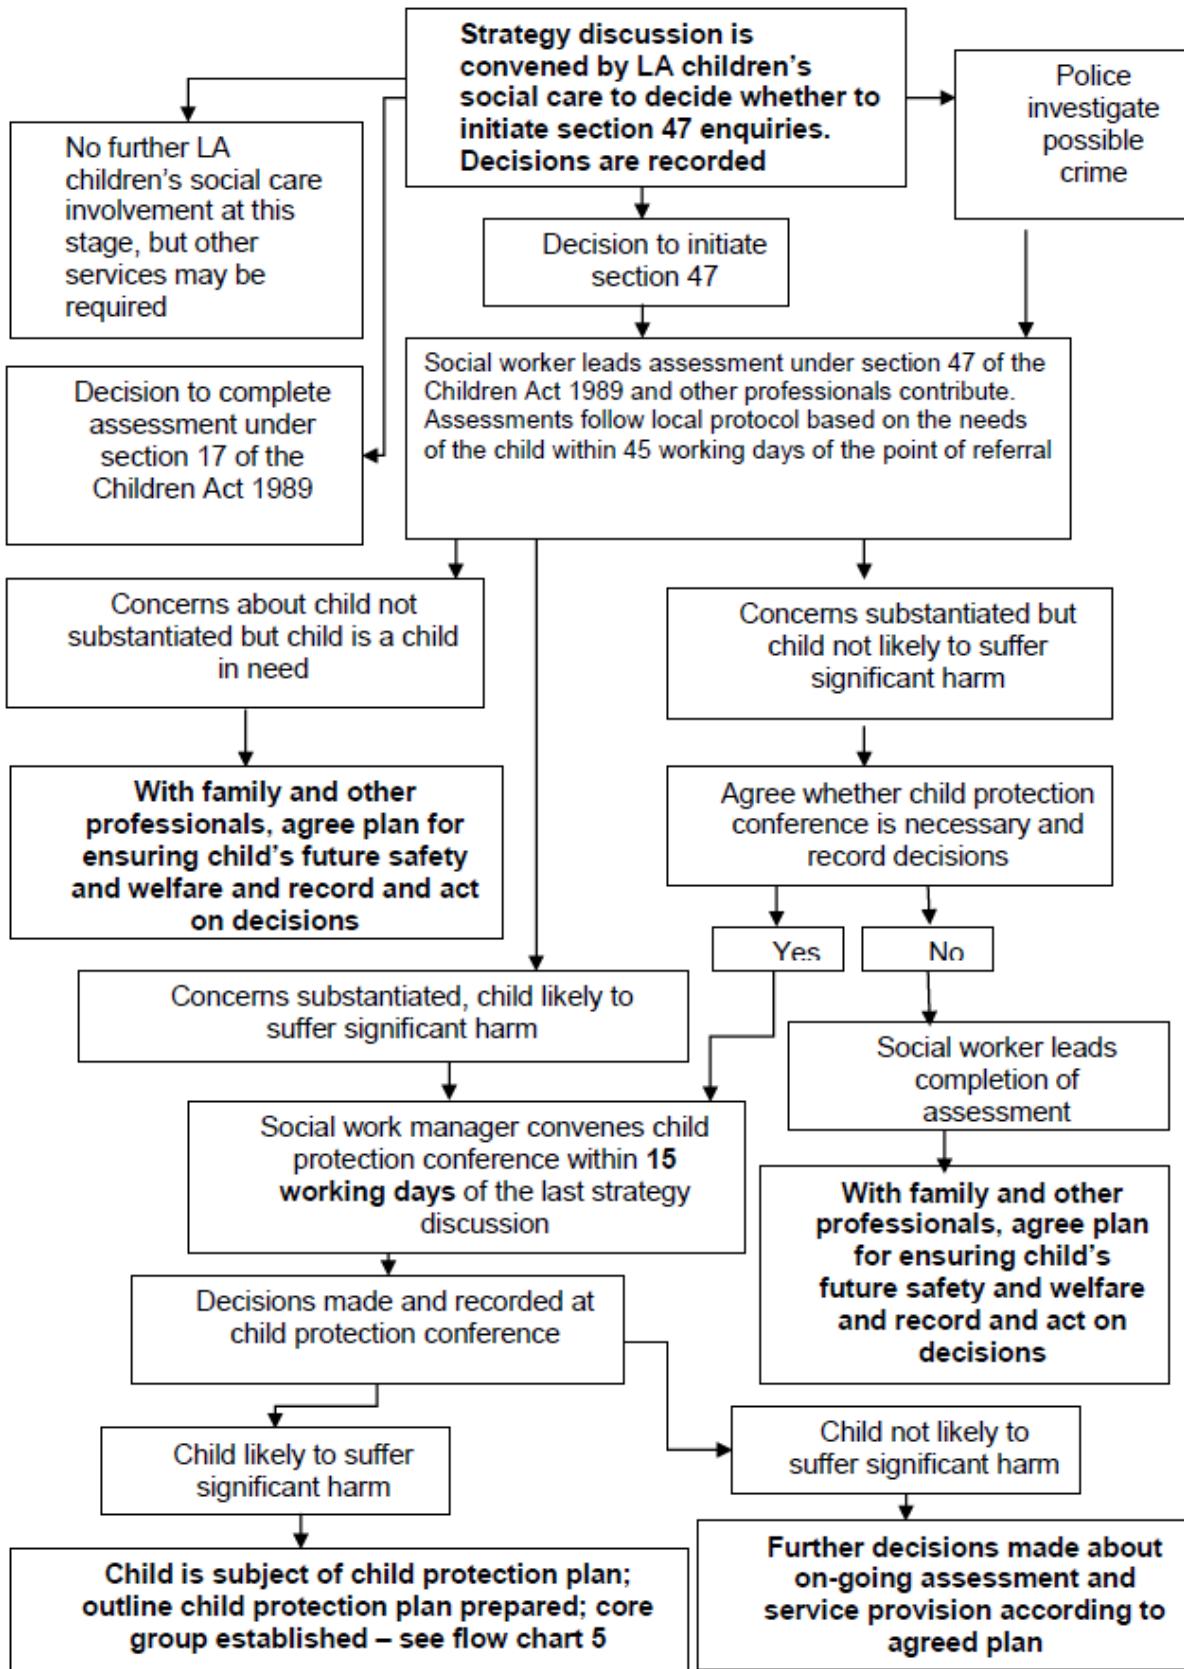 Strategy discussion is
convened by LA children’s
social care to decide whether to
initiate section 47 enquiries.
Decisions are recorded
Police
investigate
possible
crime
No further LA
children’s social care
involvement at this
stage, but other
services may be
required
Decision to initiate
section 47
Social worker leads assessment under section 47 of the
Children Act 1989 and other professionals contribute.
Assessments follow local protocol based on the needs
of the child within 45 working days of the point of referral
Decision to complete
assessment under
section 17 of the
Children Act 1989
Concerns about child not
substantiated but child is a child
in need
Concerns substantiated but
child not likely to suffer
significant harm
With family and other
professionals, agree plan for
ensuring child’s future safety
and welfare and record and act
on decisions
Agree whether child protection
conference is necessary and
record decisions
Yes
No
Concerns substantiated, child likely to
suffer significant harm
Social worker leads
completion of
assessment
Social work manager convenes child
protection conference within 15
working days of the last strategy
discussion
With family and other
professionals, agree plan
for ensuring child’s
future safety and welfare
and record and act on
decisions
Decisions made and recorded at
child protection conference
Child likely to suffer
significant harm
Child not likely to
suffer significant harm
Child is subject of child protection plan;
outline child protection plan prepared; core
group established – see flow chart 5
Further decisions made about
on-going assessment and
service provision according to
agreed plan